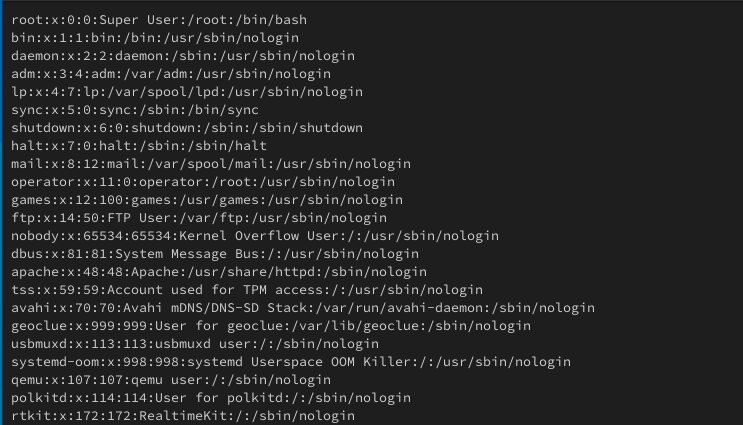 root:x:0:0:Super User:/root:/bin/bash
bin:x:1:1:bin:/bin:/usr/sbin/nologin
daemon:x:2:2:daemon:/sbin:/usr/sbin/nologin
adm:x:3:4:adm:/var/adm:/usr/sbin/nologin
lp:x:4:7:lp:/var/spool/lpd:/usr/sbin/nologin
sync:x:5:0:sync:/sbin:/bin/sync
shutdown:x:6:0:shutdown:/sbin:/sbin/shutdown
halt:x:7:0:halt:/sbin:/sbin/halt
mail:x:8:12:mail:/var/spool/mail:/usr/sbin/nologin
operator:x:11:0:operator:/root:/usr/sbin/nologin
games:x:12:100:games:/usr/games:/usr/sbin/nologin
ftp:x:14:50:FTP User:/var/ftp:/usr/sbin/nologin
nobody:x:65534:65534:Kernel Overflow User:/:/usr/sbin/nologin
dbus:x:81:81:System Message Bus:/:/usr/sbin/nologin
apache:x:48:48:Apache:/usr/share/httpd:/sbin/nologin
tss:x:59:59:Account used for TPM access:/:/usr/sbin/nologin
avahi:x:70:70:Avahi mDNS/DNS-SD Stack:/var/run/avahi-daemon:/sbin/nologin
geoclue:x:999:999:User for geoclue:/var/lib/geoclue:/sbin/nologin
usbmuxd:x:113:113:usbmuxd user:/:/sbin/nologin
systemd-oom:x:998:998:systemd Userspace OOM Killer:/:/usr/sbin/nologin
qemu:x:107:107:qemu user:/:/sbin/nologin
polkitd:x:114:114:User for polkitd:/:/sbin/nologin
rtkit:x:172:172:RealtimeKit:/:/sbin/nologin